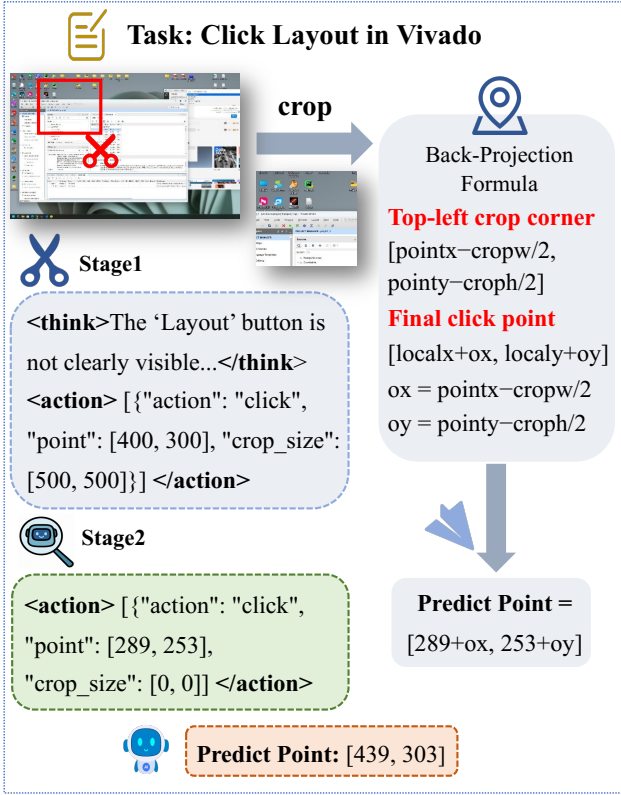 Task: Click Layout in Vivado
crop
Back-Projection
Formula
Top-left crop corner
[pointx−cropw/2,
pointy−croph/2]
Final click point
[localx+ox, localy+oy]
ox = pointx−cropw/2
oy = pointy−croph/2
Stage1
<think>The ‘Layout’ button is
not clearly visible...</think>
<action> [{"action": "click",
"point": [400, 300], "crop_size":
[500, 500]}] </action>
Stage2
<action> [{"action": "click",
"point": [289, 253],
"crop_size": [0, 0]] </action>
Predict Point =
[289+ox, 253+oy]
Predict Point: [439, 303]